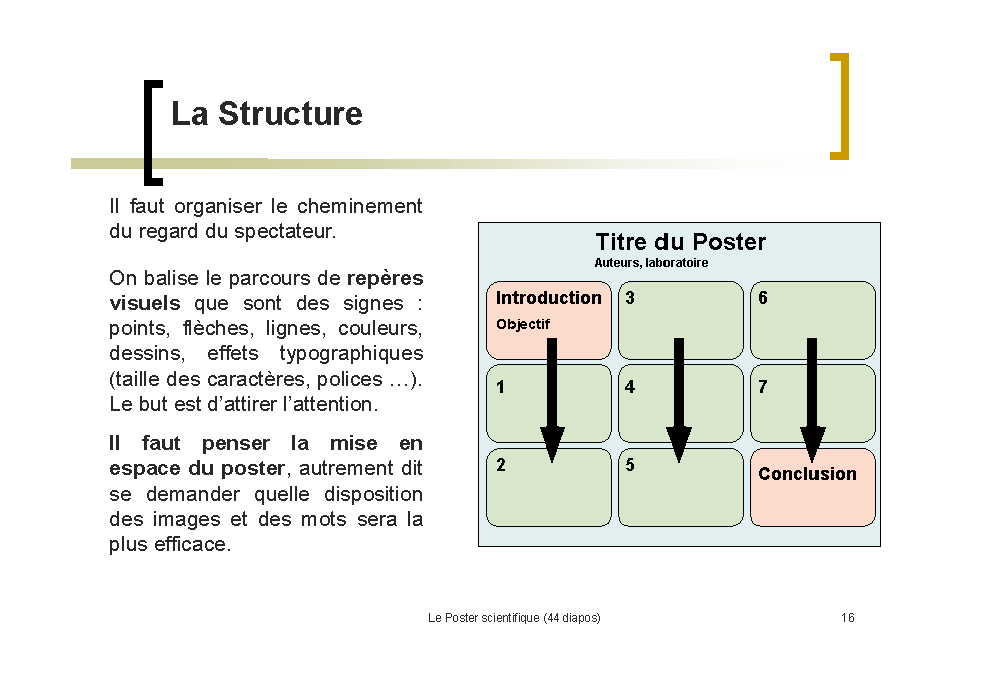 La Structure
Il faut organiser le cheminement
du regard du spectateur.
On balise le parcours de repères
visuels que sont des signes :
points, flèches, lignes, couleurs,
dessins, effets typographiques
(taille des caractères, polices …).
Le but est d’attirer l’attention.
Il faut penser la mise en
espace du poster, autrement dit
se demander quelle disposition
des images et des mots sera la
plus efficace.
Titre du Poster
Auteurs, laboratoire
Introduction
Objectif
1
2
3
4
5
6
7
Conclusion
Le Poster scientifique (44 diapos)
16